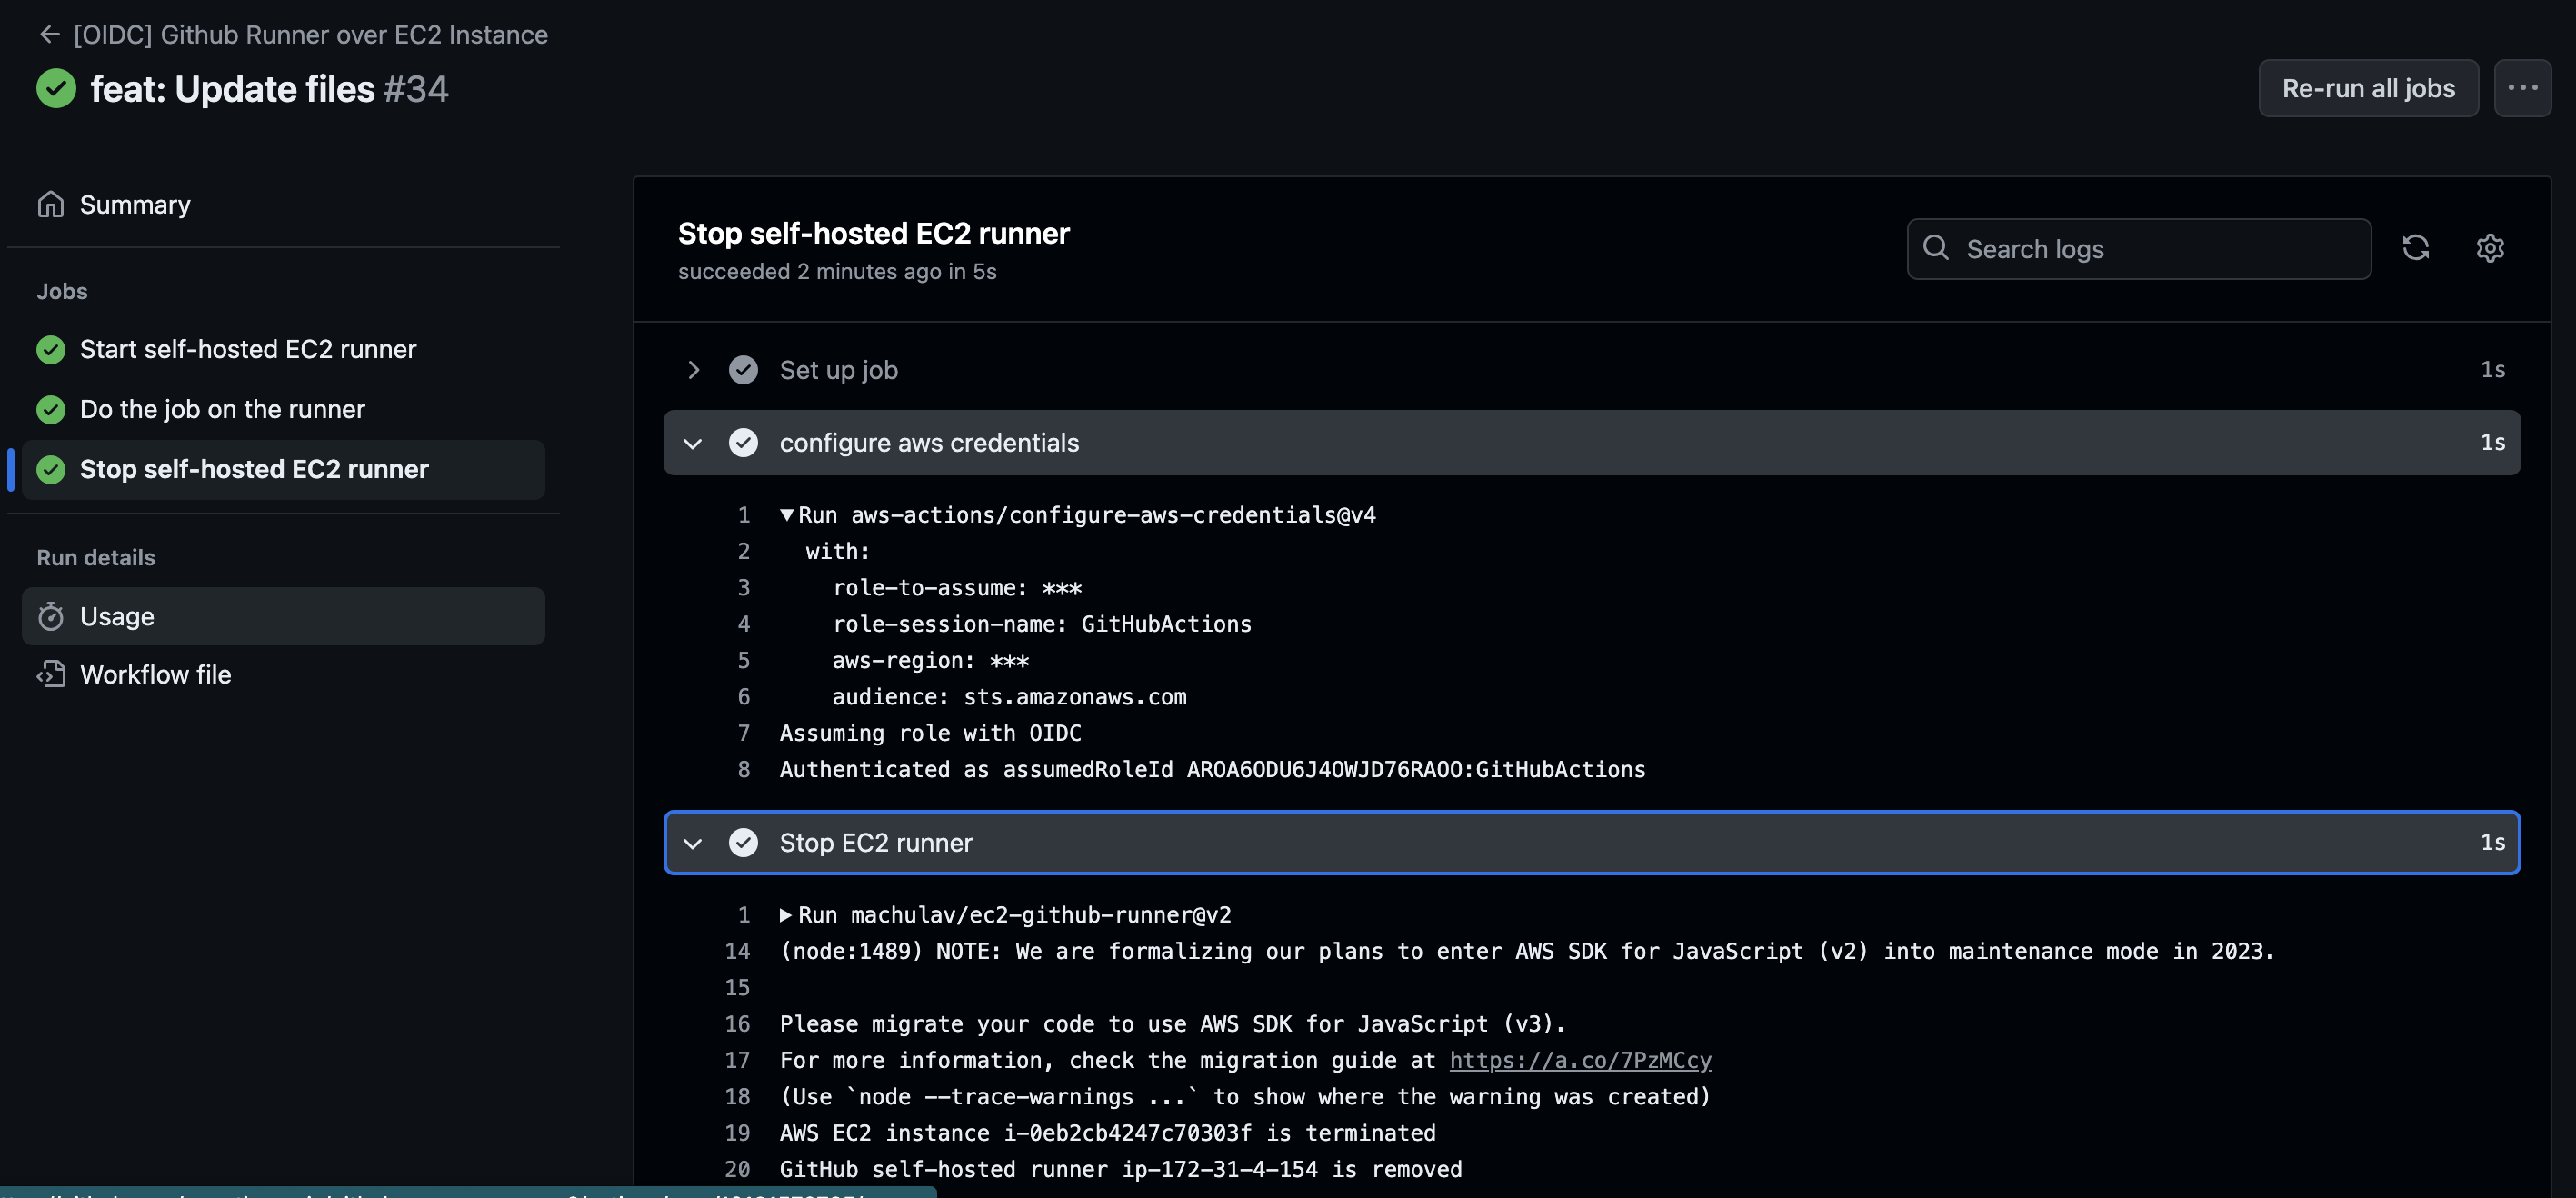 [OIDC] Github Runner over EC2 Instance
feat: Update files #34
Re-run all jobs
Summary
Jobs
Start self-hosted EC2 runner
Do the job on the runner
Stop self-hosted EC2 runner
Run details
Usage
Workflow file
Stop self-hosted EC2 runner
succeeded 2 minutes ago in 5s
Search logs
Set up job 1s
configure aws credentials 1s
1 Run aws-actions/configure-aws-credentials@v4
2 with:
3 role-to-assume: ***
4 role-session-name: GitHubActions
5 aws-region: ***
6 audience: sts.amazonaws.com
7 Assuming role with OIDC
8 Authenticated as assumedRoleId AROA6ODU6J4OWJD76RAOO:GitHubActions
Stop EC2 runner 1s
1 Run machulav/ec2-github-runner@v2
14 (node:1489) NOTE: We are formalizing our plans to enter AWS SDK for JavaScript (v2) into maintenance mode in 2023.
15
16 Please migrate your code to use AWS SDK for JavaScript (v3).
17 For more information, check the migration guide at https://a.co/7PzMCcy
18 (Use `node --trace-warnings ...` to show where the warning was created)
19 AWS EC2 instance i-0eb2cb4247c70303f is terminated
20 GitHub self-hosted runner ip-172-31-4-154 is removed